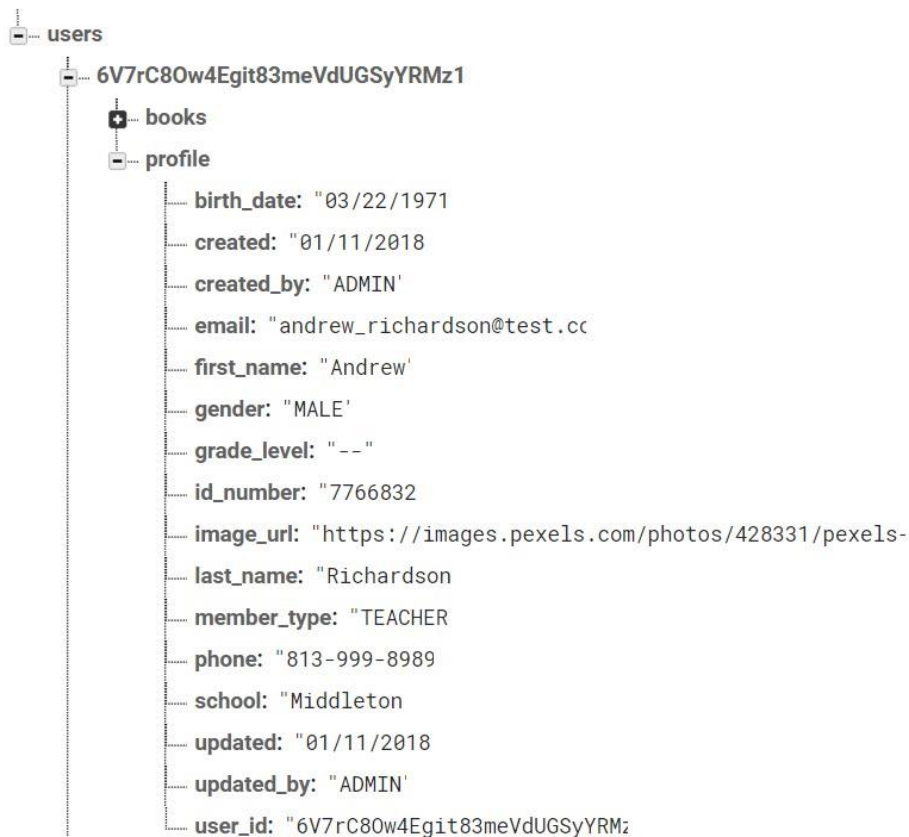 users
6V7rC8Ow4Egit83meVdUGSyYRMz1
books
profile
birth_date: "03/22/1971
created: "01/11/2018
created_by: "ADMIN'
email: "andrew_richardson@test.cc
first_name: "Andrew'
gender: "MALE'
grade_level: "--"
id_number: "7766832
image_url: "https://images.pexels.com/photos/428331/pexels-
last_name: "Richardson
member_type: "TEACHER
phone: "813-999-8989
school: "Middleton
updated: "01/11/2018
updated_by: "ADMIN'
user_id: "6V7rC8Ow4Egit83meVdUGSyYRMz